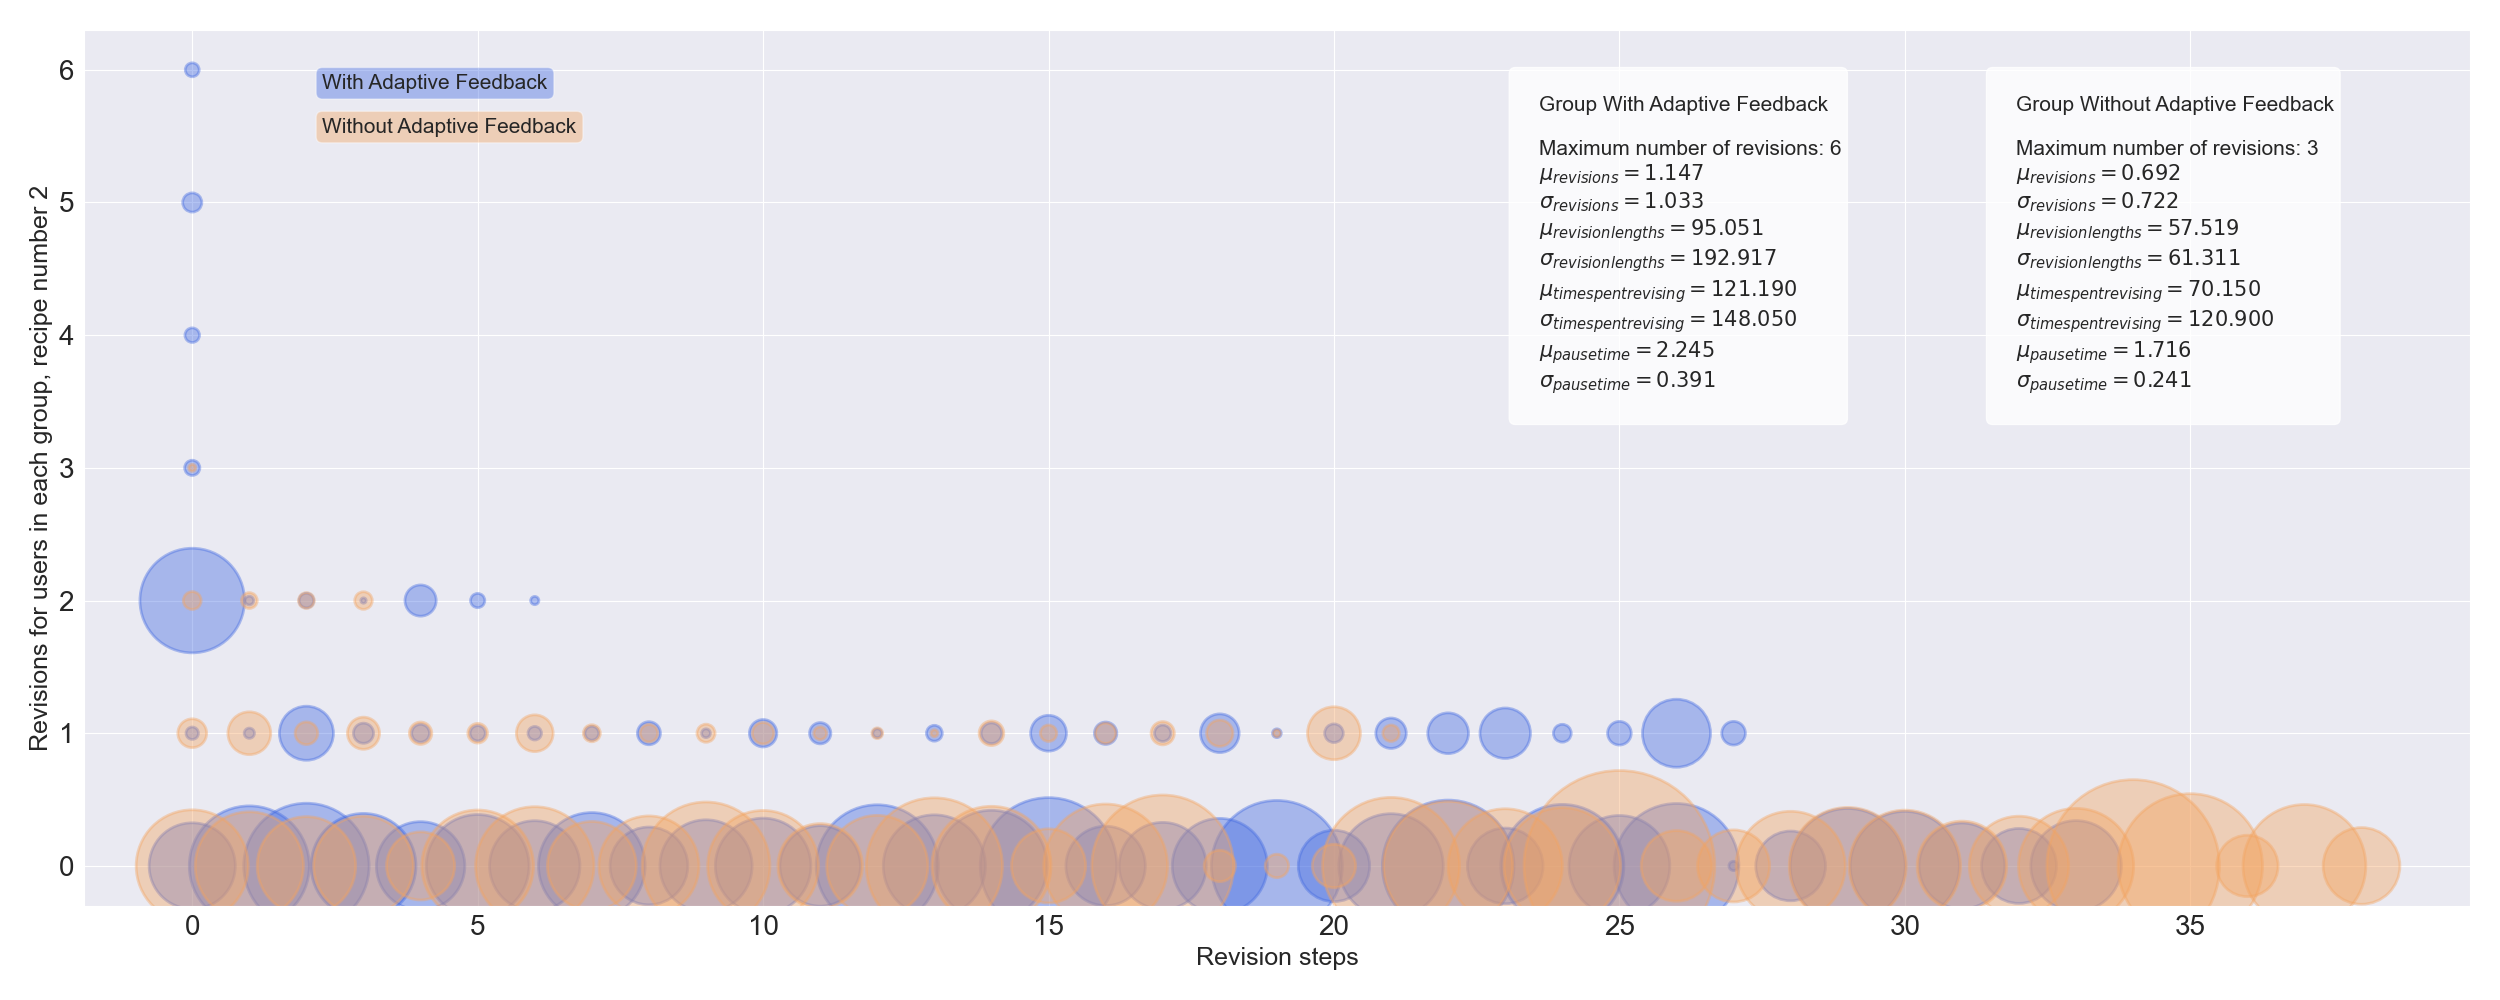 With Adaptive Feedback
Without Adaptive Feedback
Group With Adaptive Feedback
Maximum number of revisions: 6
μrevisions = 1.147
σrevisions = 1.033
μrevisionlengths = 95.051
σrevisionlengths = 192.917
μtimespentrevising = 121.190
σtimespentrevising = 148.050
μpausetime = 2.245
σpausetime = 0.391
Group Without Adaptive Feedback
Maximum number of revisions: 3
μrevisions = 0.692
σrevisions = 0.722
μrevisionlengths = 57.519
σrevisionlengths = 61.311
μtimespentrevising = 70.150
σtimespentrevising = 120.900
μpausetime = 1.716
σpausetime = 0.241
Revisions for users in each group, recipe number 2
6
5
4
3
2
1
0
0 5 10 15 20 25 30 35
Revision steps